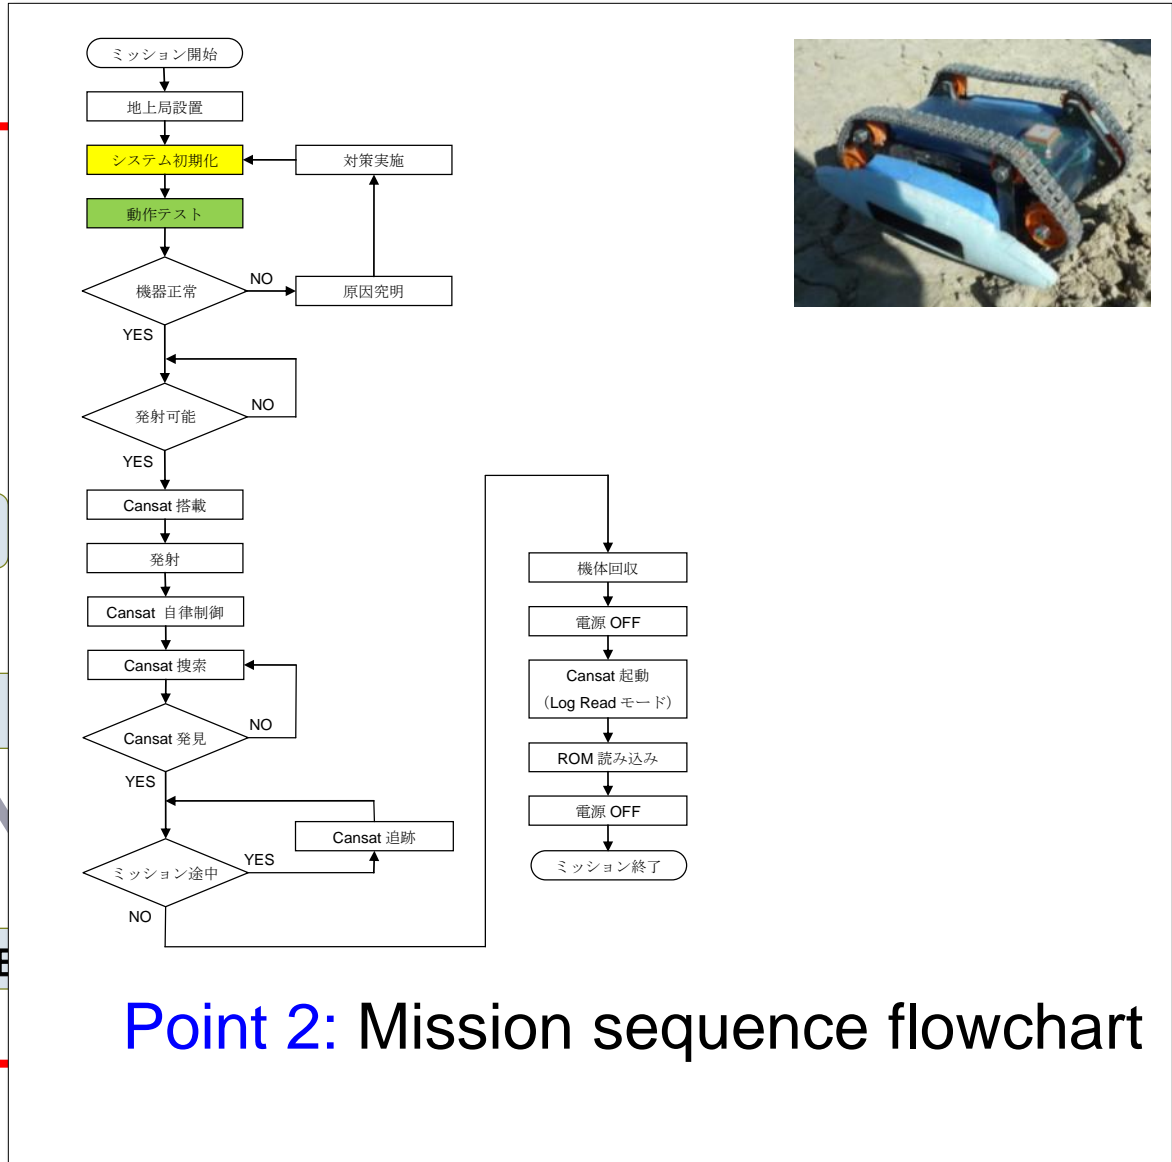 ミッション開始
地上局設置
システム初期化
対策実施
動作テスト
機器正常
NO
原因究明
YES
発射可能
NO
YES
Cansat 搭載
発射
Cansat 自律制御
Cansat 捜索
Cansat 発見
NO
YES
Cansat 追跡
ミッション途中
YES
NO
機体回収
電源 OFF
Cansat 起動
（Log Read モード）
ROM 読み込み
電源 OFF
ミッション終了
Point 2: Mission sequence flowchart